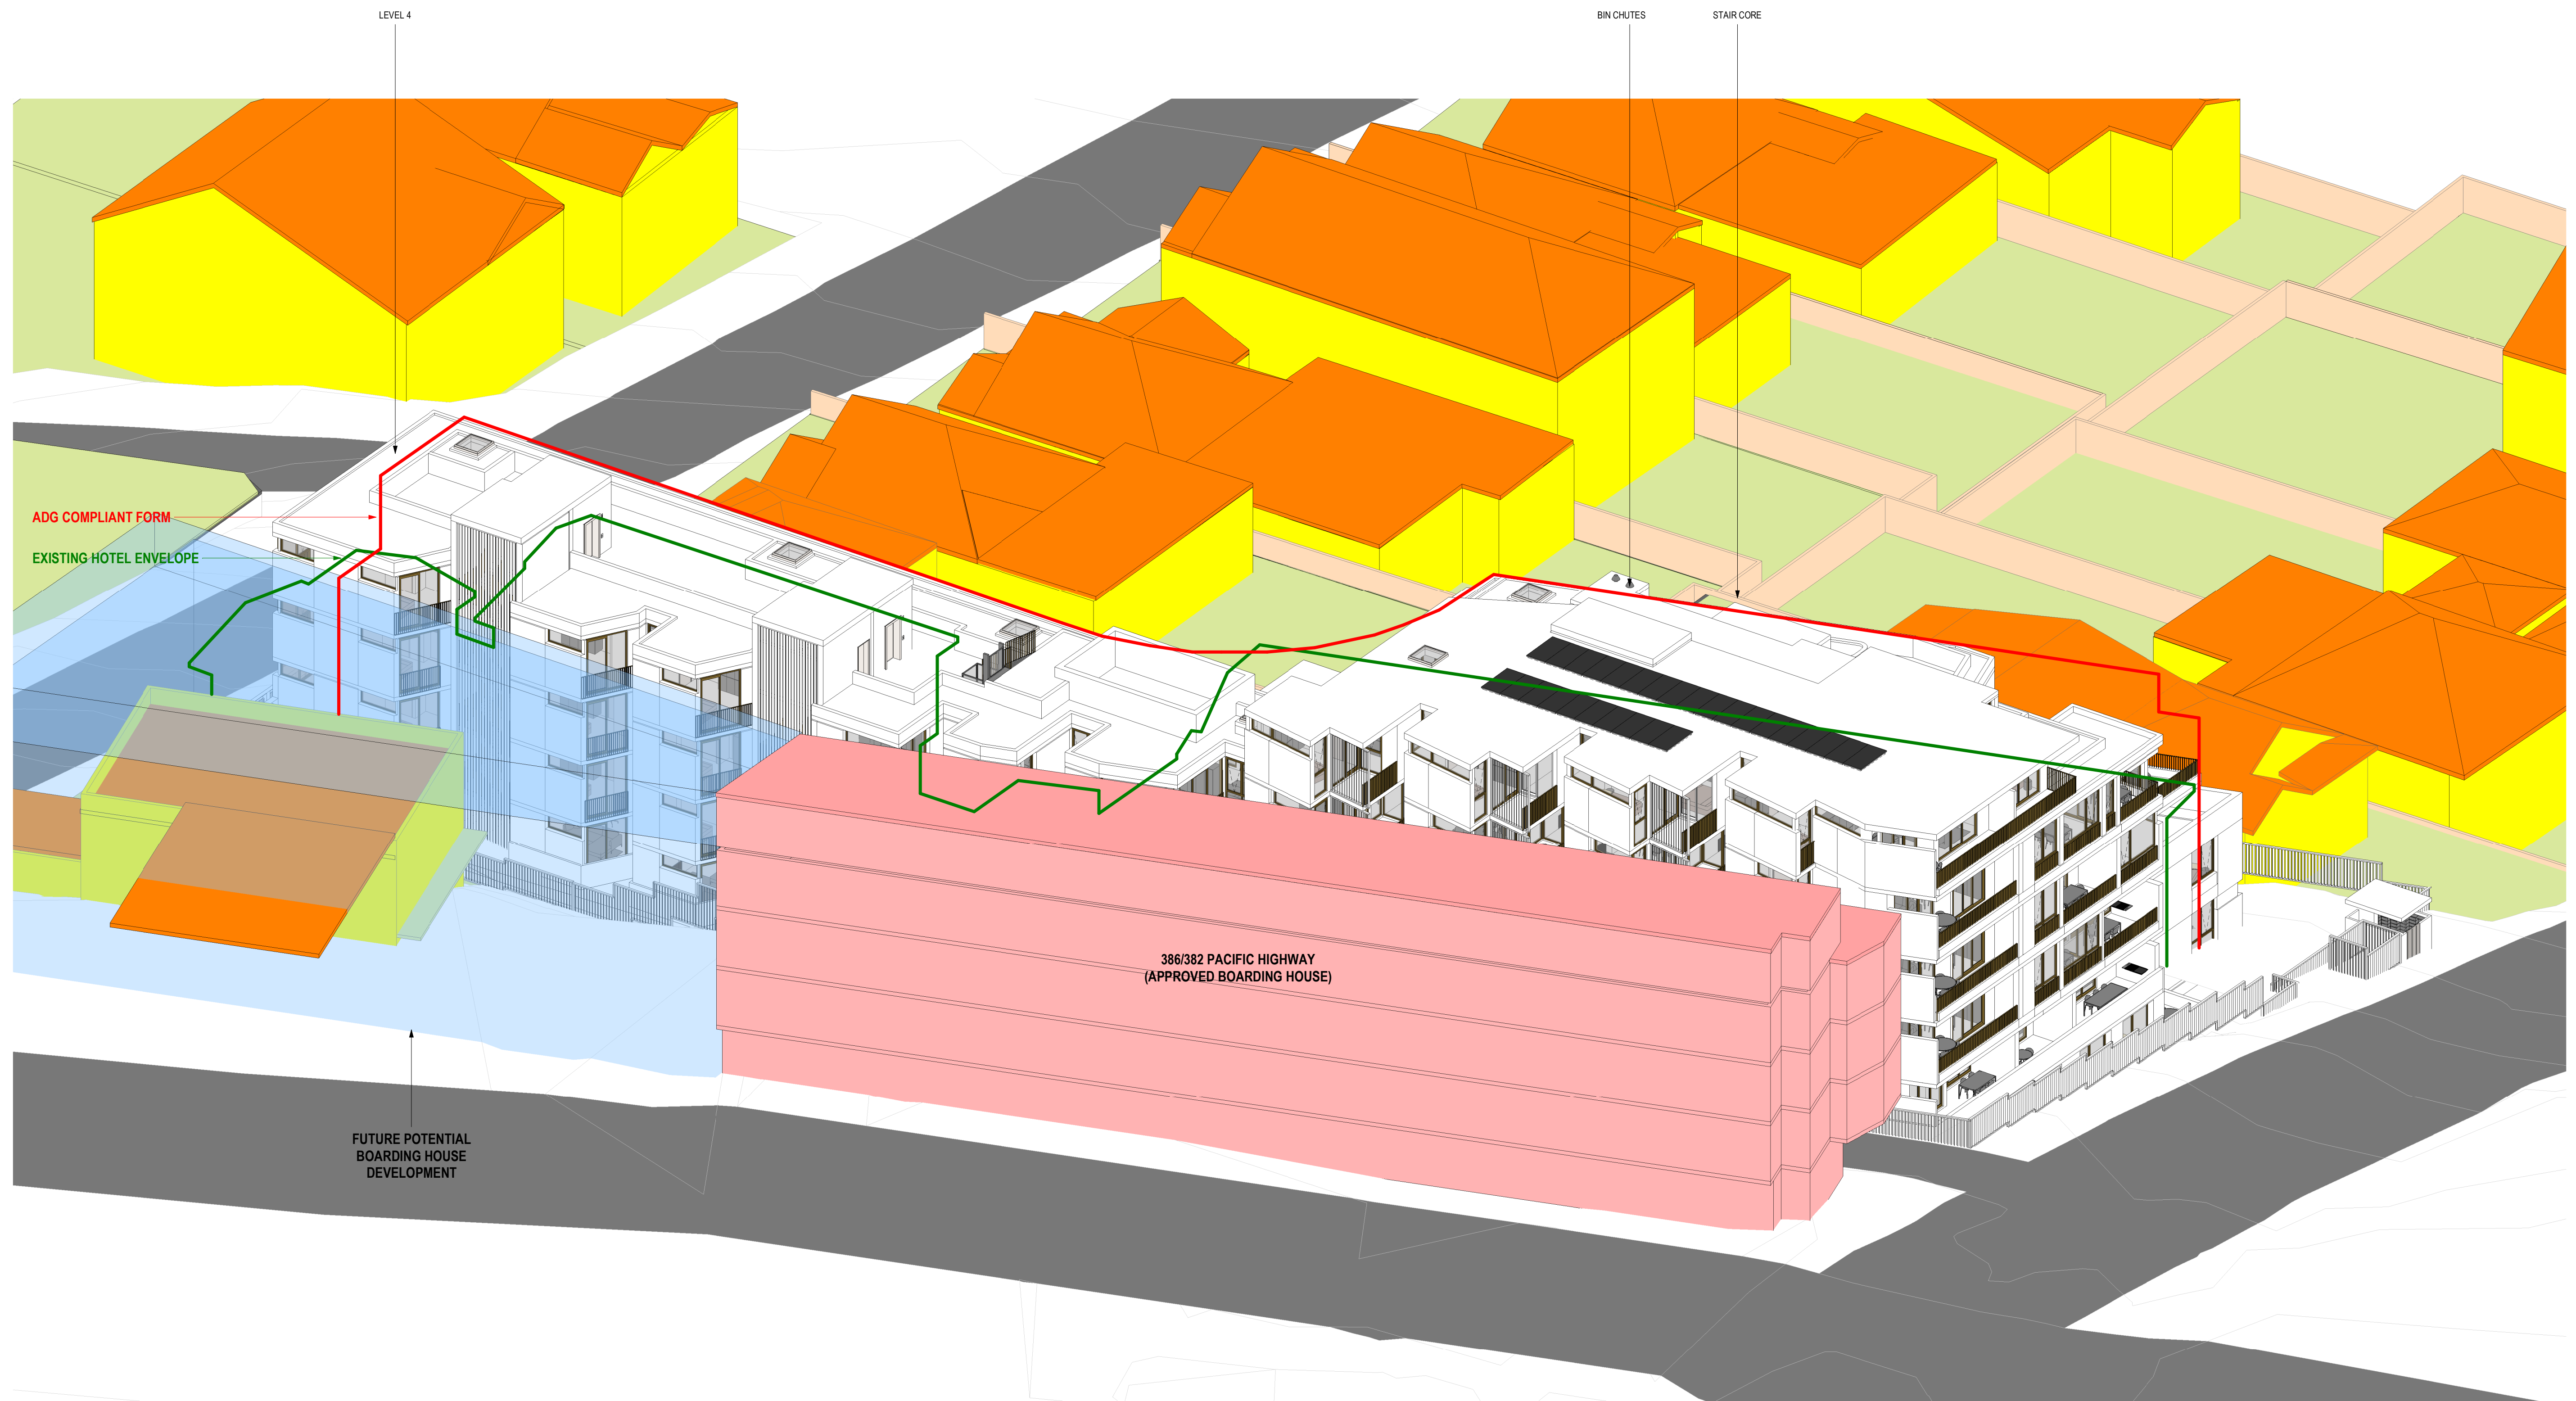 LEVEL 4
BIN CHUTES
STAIR CORE
ADG COMPLIANT FORM
EXISTING HOTEL ENVELOPE
386/382 PACIFIC HIGHWAY
(APPROVED BOARDING HOUSE)
FUTURE POTENTIAL
BOARDING HOUSE
DEVELOPMENT